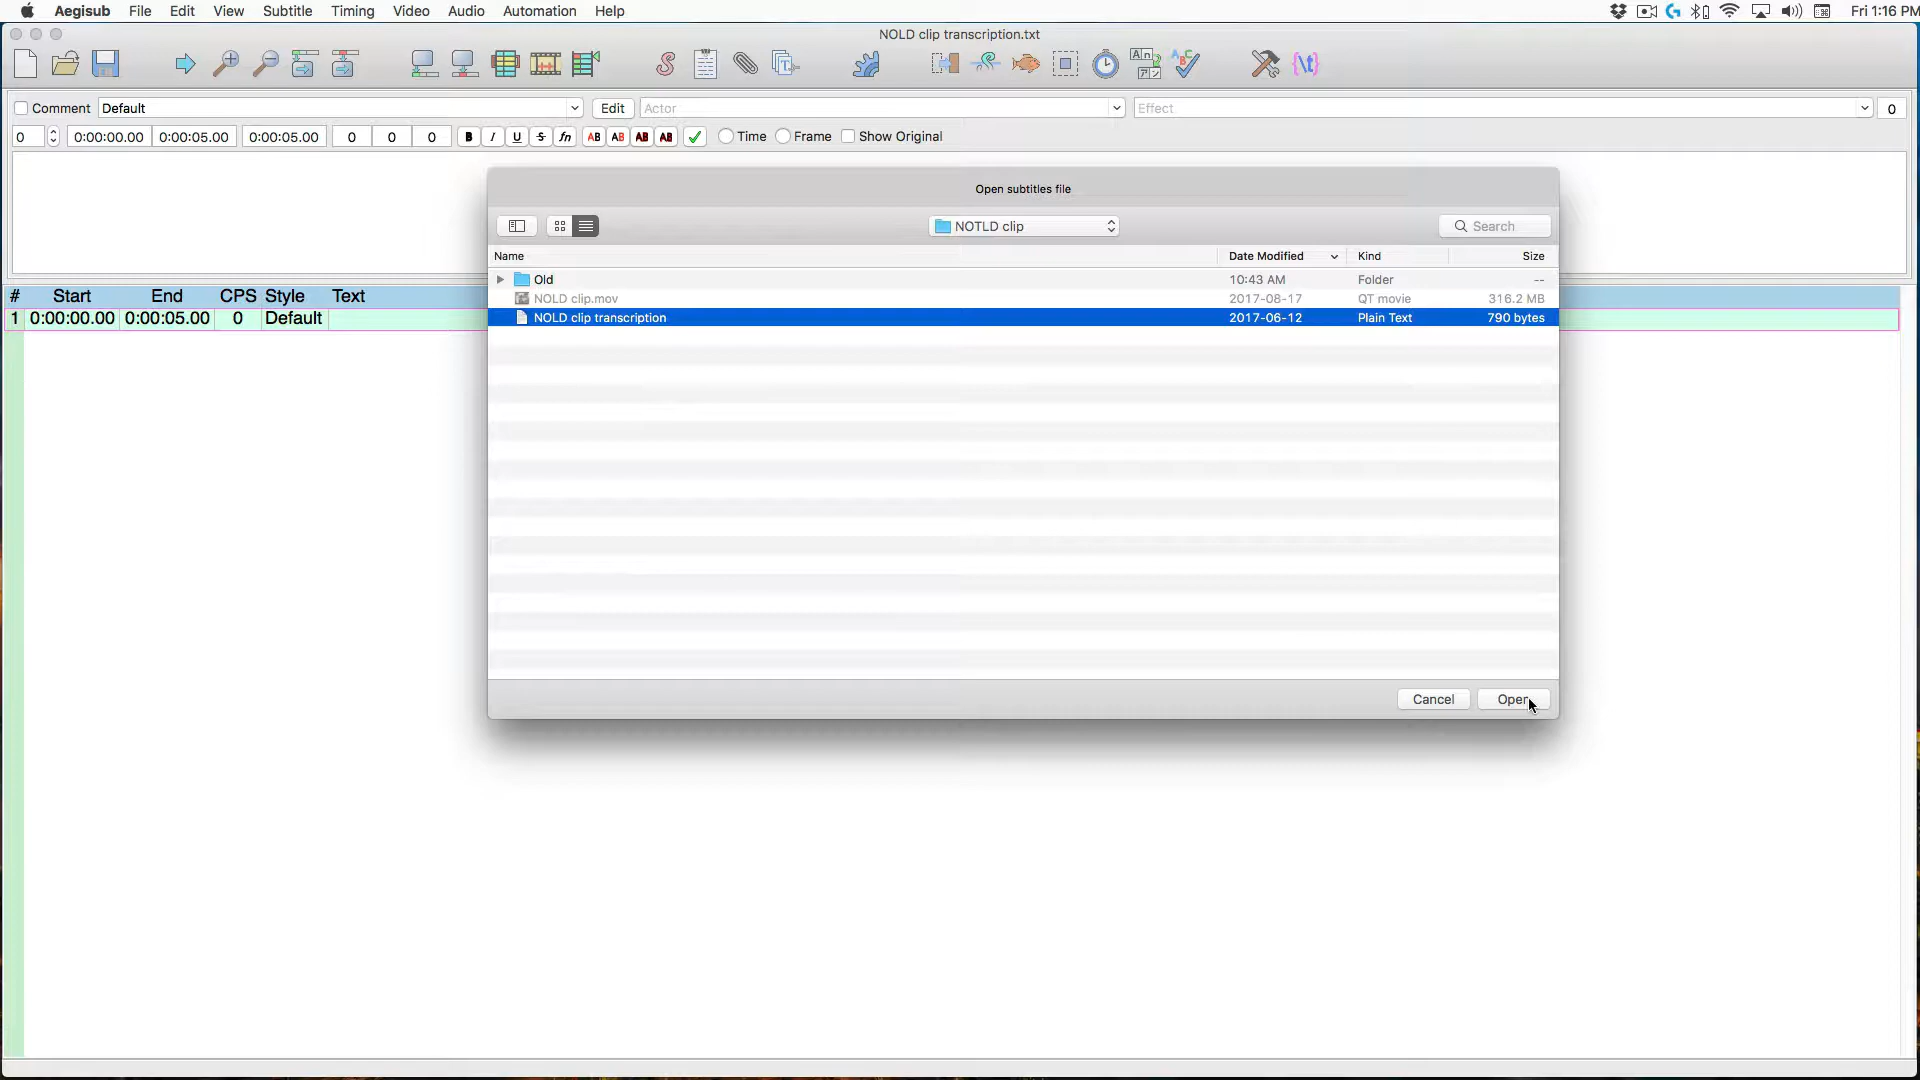 Aegisub File Edit View Subtitle Timing Video Audio Automation Help Fri 1:16 PM
NOLD clip transcription.txt
Comment Default Edit Actor Effect 0
0 0:00:00.00 0:00:05.00 0:00:05.00 0 0 0 B I U S fn AB AB AB AB Time Frame Show Original
Open subtitles file
NOTLD clip Search
Name Date Modified Kind Size
Old 10:43 AM Folder --
NOLD clip.mov 2017-08-17 QT movie 316.2 MB
NOLD clip transcription 2017-06-12 Plain Text 790 bytes
# Start End CPS Style Text
1 0:00:00.00 0:00:05.00 0 Default
Cancel Open